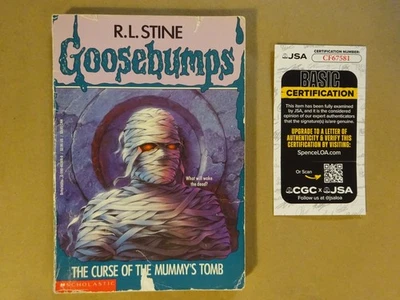 R.L. STINE
Goosebumps
What will wake
the dead?
THE CURSE OF THE MUMMY'S TOMB
SCHOLASTIC
JSA
CERTIFICATION NUMBER:
CF67581
BASIC
CERTIFICATION
This item has been fully examined
by JSA, and it is the considered
opinion of our expert authenticators
that the signature(s) is/are genuine.
UPGRADE TO A LETTER OF
AUTHENTICITY & VERIFY THIS
CERTIFICATION BY VISITING:
SpenceLOA.com
Or Scan
CGC x JSA
Follow us at @jsaloa